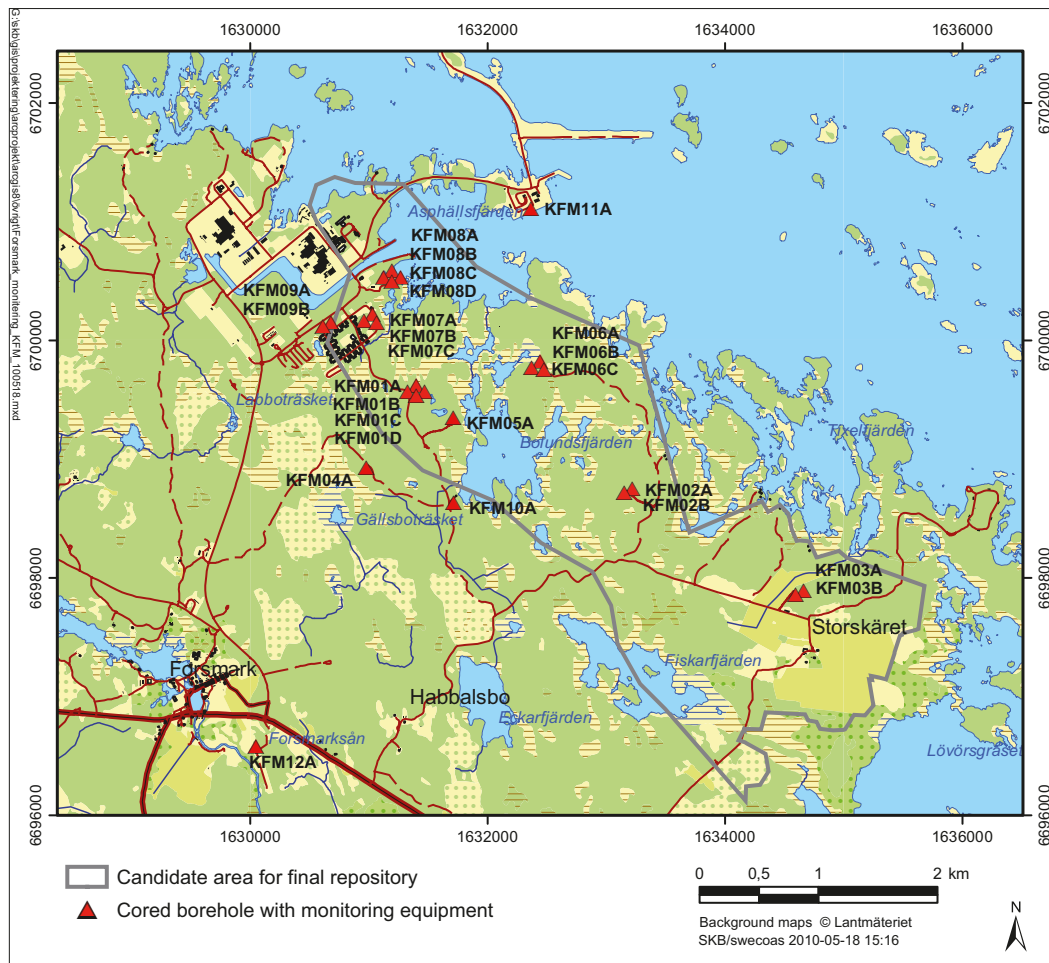 G:\skb\gis\projektering\saroprojekt\arogis8\övrigt\Forsmark_monitering_KFM_100518.mxd
1630000
1632000
1634000
1636000
6702000
6702000
Asphällsfjärden
KFM11A
KFM08A
KFM08B
KFM08C
KFM08D
KFM09A
KFM09B
KFM07A
KFM07B
KFM07C
KFM06A
KFM06B
KFM06C
6700000
6700000
KFM01A
KFM01B
KFM01C
KFM01D
Labboträsket
KFM05A
Bolundsfjärden
Tixelfjärden
KFM04A
KFM10A
Gällsboträsket
KFM02A
KFM02B
6698000
6698000
KFM03A
KFM03B
Storskäret
Forsmark
Habbalsbo
Fiskarfjärden
Eckarfjärden
Forsmarksån
KFM12A
Lövörsgräsen
6696000
6696000
1630000
1632000
1634000
1636000
Candidate area for final repository
Cored borehole with monitoring equipment
0
0,5
1
2 km
Background maps © Lantmäteriet
SKB/swecoas 2010-05-18 15:16
N